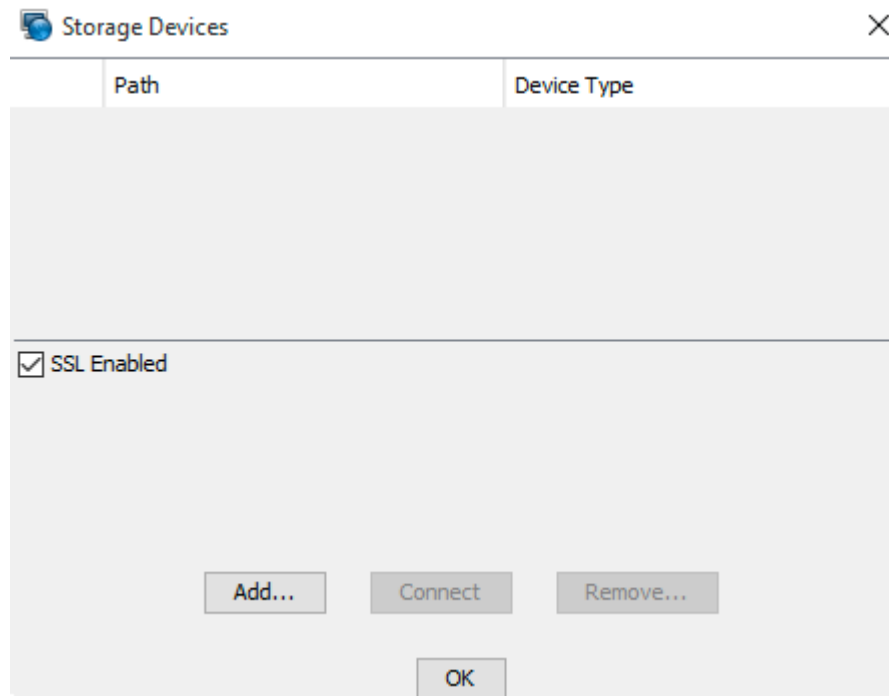 Storage Devices
Path Device Type
SSL Enabled
Add... Connect Remove...
OK